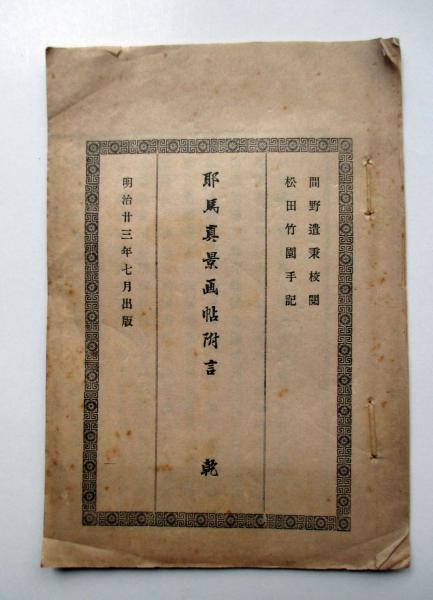 間野遺秉校閲
松田竹園手記
耶馬真景画帖附言 乾
明治廿三年七月出版